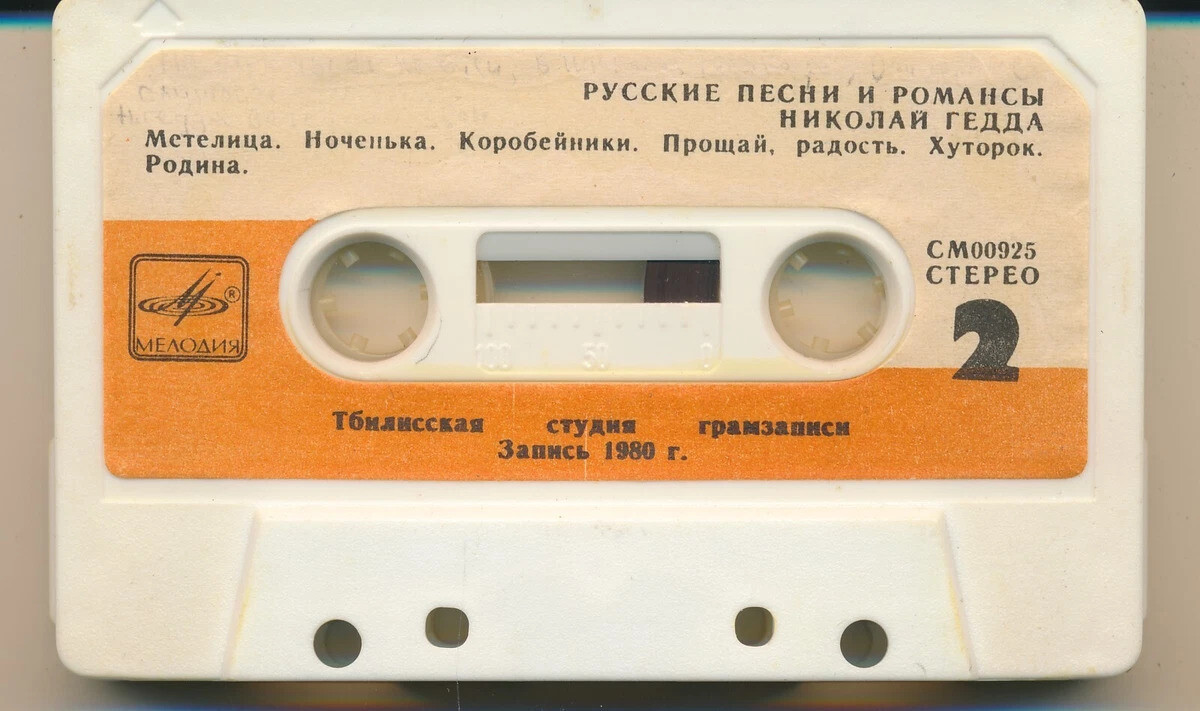 РУССКИЕ ПЕСНИ И РОМАНСЫ
НИКОЛАЙ ГЕДДА
Метелица. Ноченька. Коробейники. Прощай, радость. Хуторок.
Родина.
СМ00925
СТЕРЕО
2
®
МЕЛОДИЯ
100 50 0
Тбилисская студия грамзаписи
Запись 1980 г.